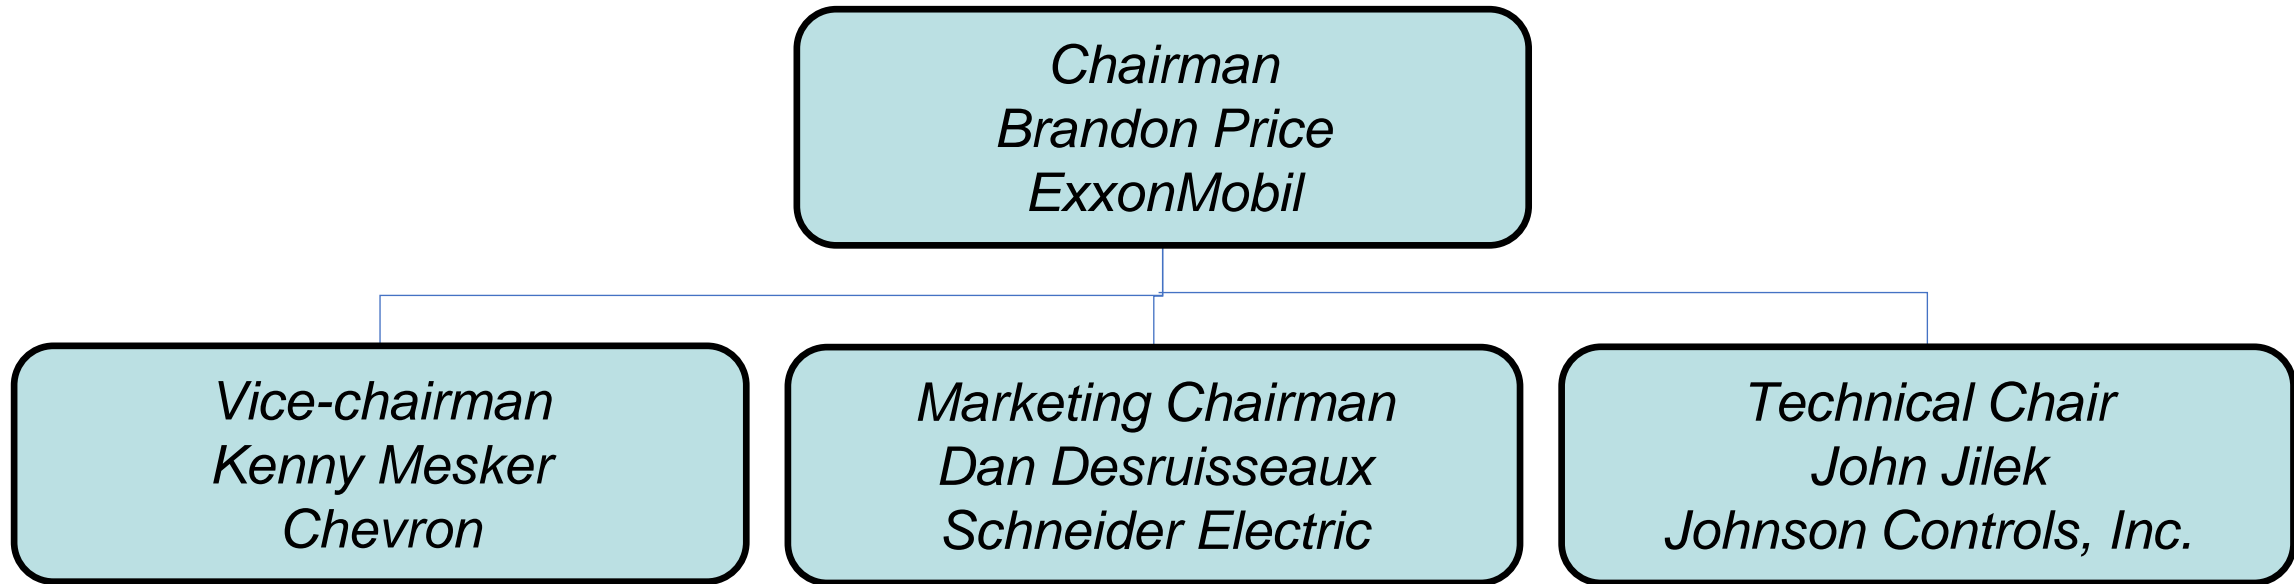 Chairman
Brandon Price
ExxonMobil
Vice-chairman
Kenny Mesker
Chevron
Marketing Chairman
Dan Desruisseaux
Schneider Electric
Technical Chair
John Jilek
Johnson Controls, Inc.